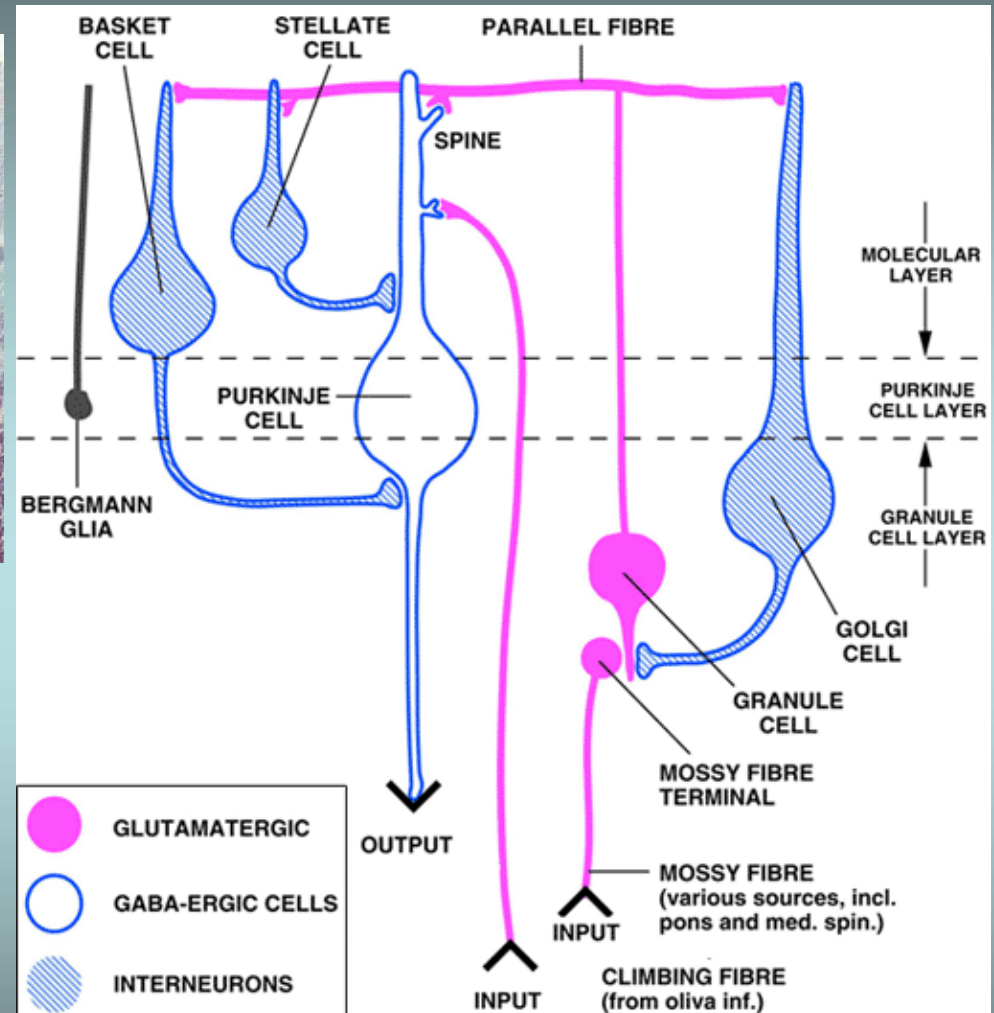 BASKET
CELL
STELLATE
CELL
PARALLEL FIBRE
SPINE
MOLECULAR
LAYER
PURKINJE
CELL
PURKINJE
CELL LAYER
BERGMANN
GLIA
GRANULE
CELL LAYER
GOLGI
CELL
GRANULE
CELL
MOSSY FIBRE
TERMINAL
OUTPUT
MOSSY FIBRE
(various sources, incl.
pons and med. spin.)
INPUT
CLIMBING FIBRE
(from oliva inf.)
INPUT
GLUTAMATERGIC
GABA-ERGIC CELLS
INTERNEURONS